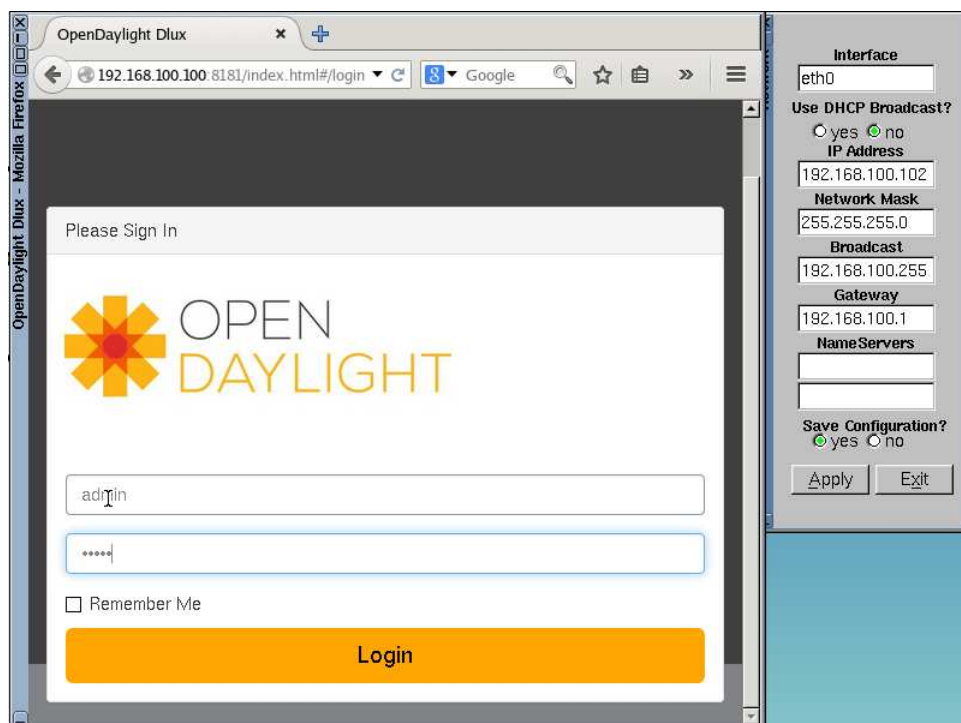 OpenDaylight Dlux - Mozilla Firefox
OpenDaylight Dlux
192.168.100.100:8181/index.html#/login
Google
Please Sign In
OPEN
DAYLIGHT
admin
•••••
Remember Me
Login
Interface
eth0
Use DHCP Broadcast?
yes no
IP Address
192.168.100.102
Network Mask
255.255.255.0
Broadcast
192.168.100.255
Gateway
192.168.100.1
NameServers
Save Configuration?
yes no
Apply Exit